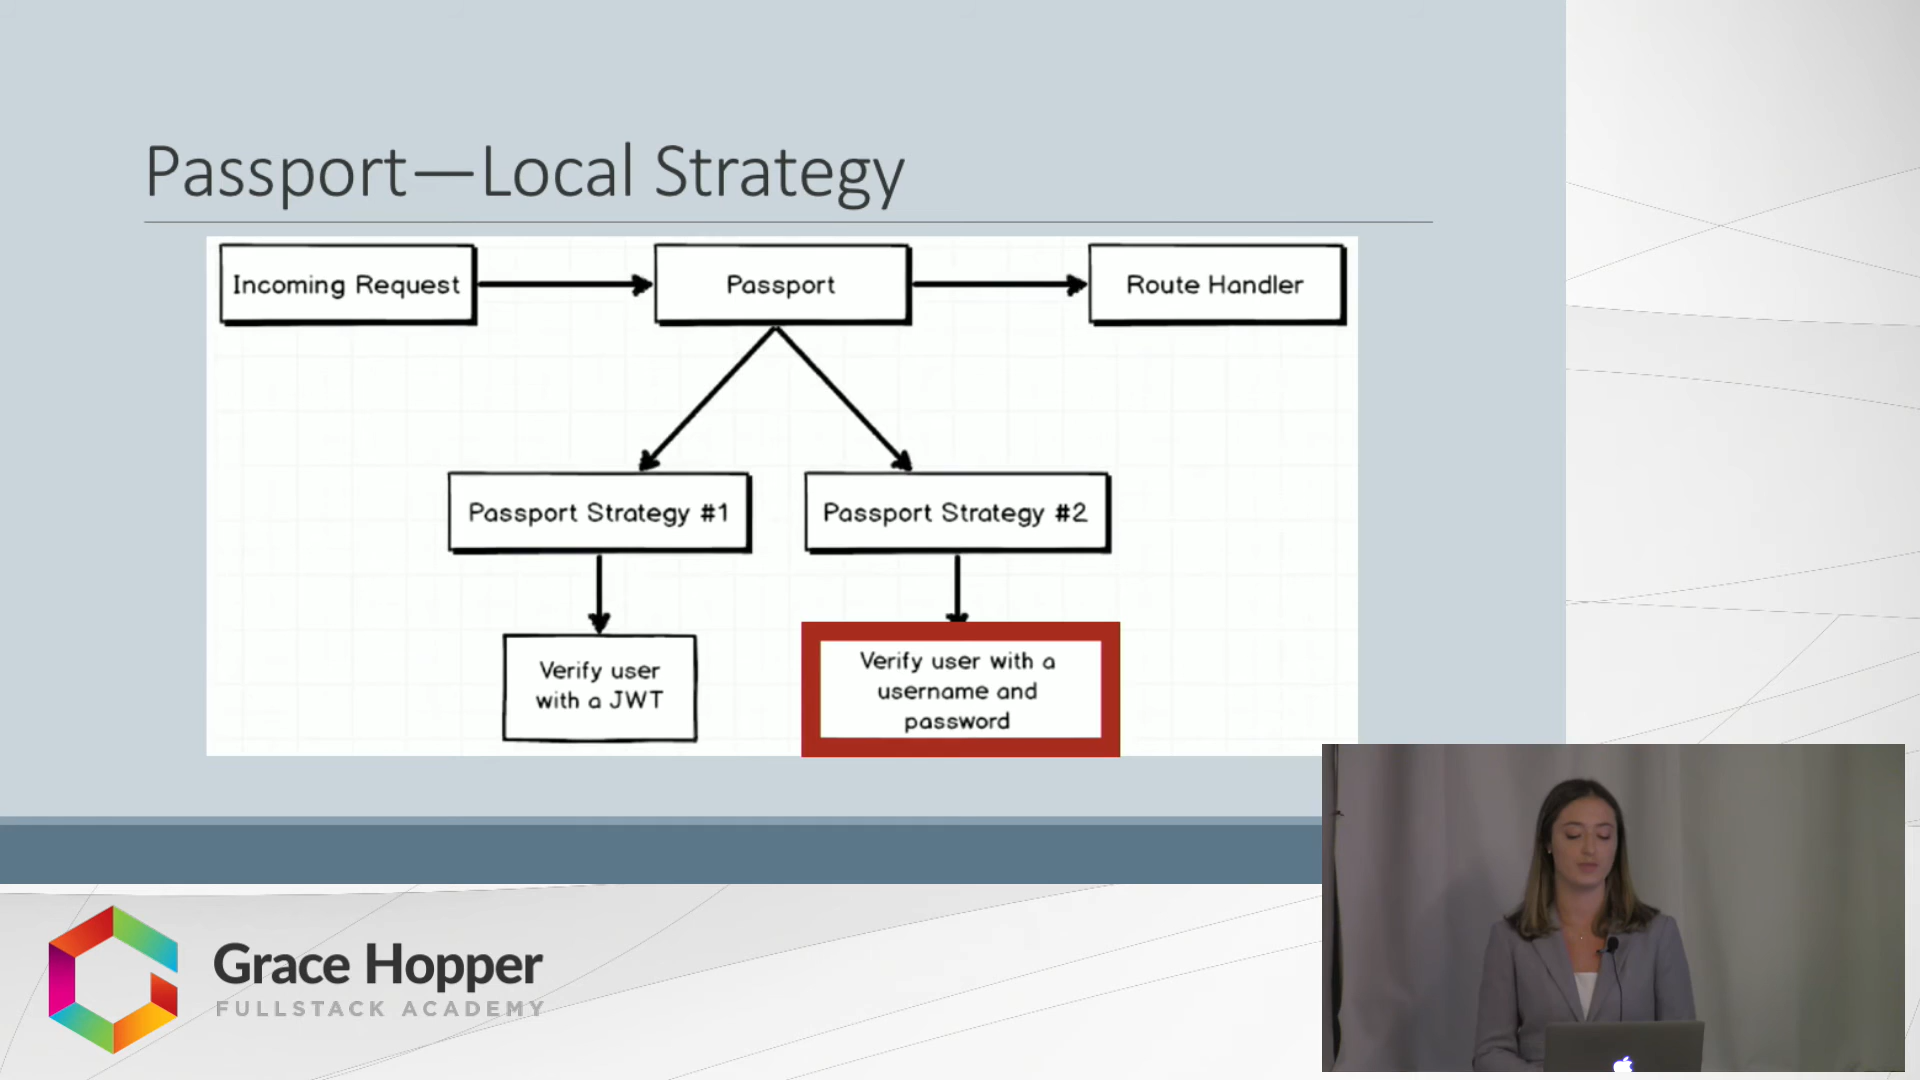 Passport—Local Strategy
Incoming Request
Passport
Route Handler
Passport Strategy #1
Passport Strategy #2
Verify user
with a JWT
Verify user with a
username and
password
Grace Hopper
FULLSTACK ACADEMY